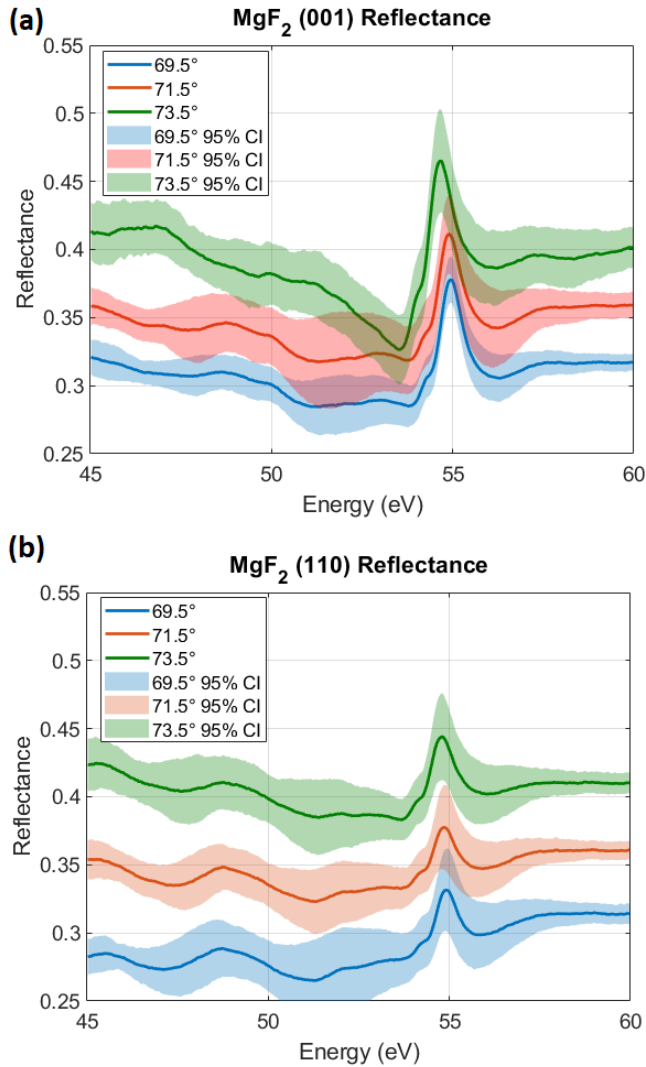 (a)
MgF₂ (001) Reflectance
0.55
0.5
0.45
0.4
0.35
0.3
0.25
Reflectance
69.5°
71.5°
73.5°
69.5° 95% CI
71.5° 95% CI
73.5° 95% CI
45
50
55
60
Energy (eV)
(b)
MgF₂ (110) Reflectance
0.55
0.5
0.45
0.4
0.35
0.3
0.25
Reflectance
69.5°
71.5°
73.5°
69.5° 95% CI
71.5° 95% CI
73.5° 95% CI
45
50
55
60
Energy (eV)